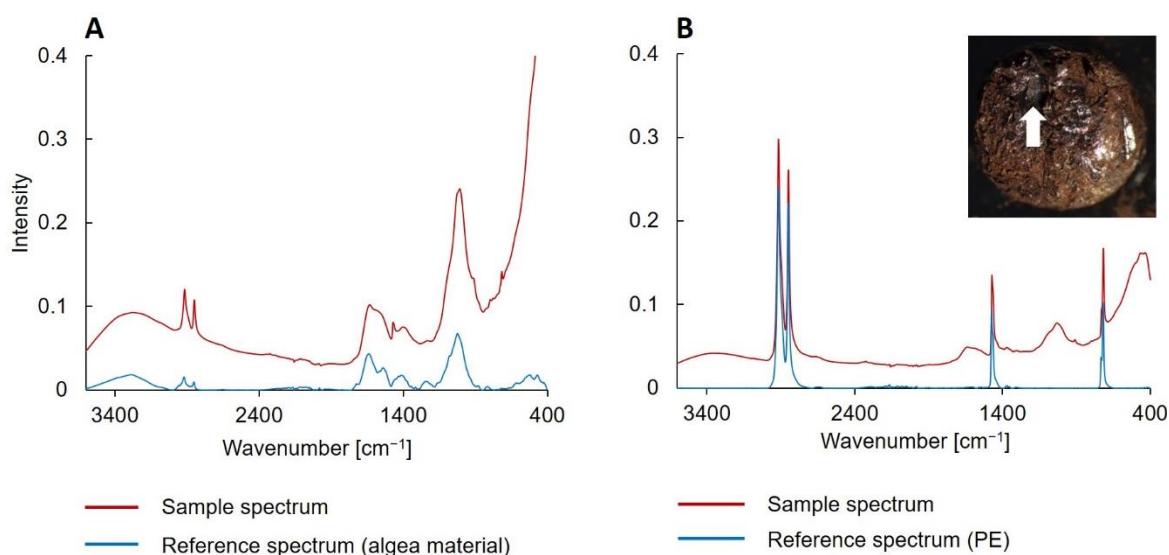 A
0.4
0.3
0.2
0.1
0
Intensity
3400 2400 1400 400
Wavenumber [cm⁻¹]
Sample spectrum
Reference spectrum (algea material)
B
0.4
0.3
0.2
0.1
0
3400 2400 1400 400
Wavenumber [cm⁻¹]
Sample spectrum
Reference spectrum (PE)